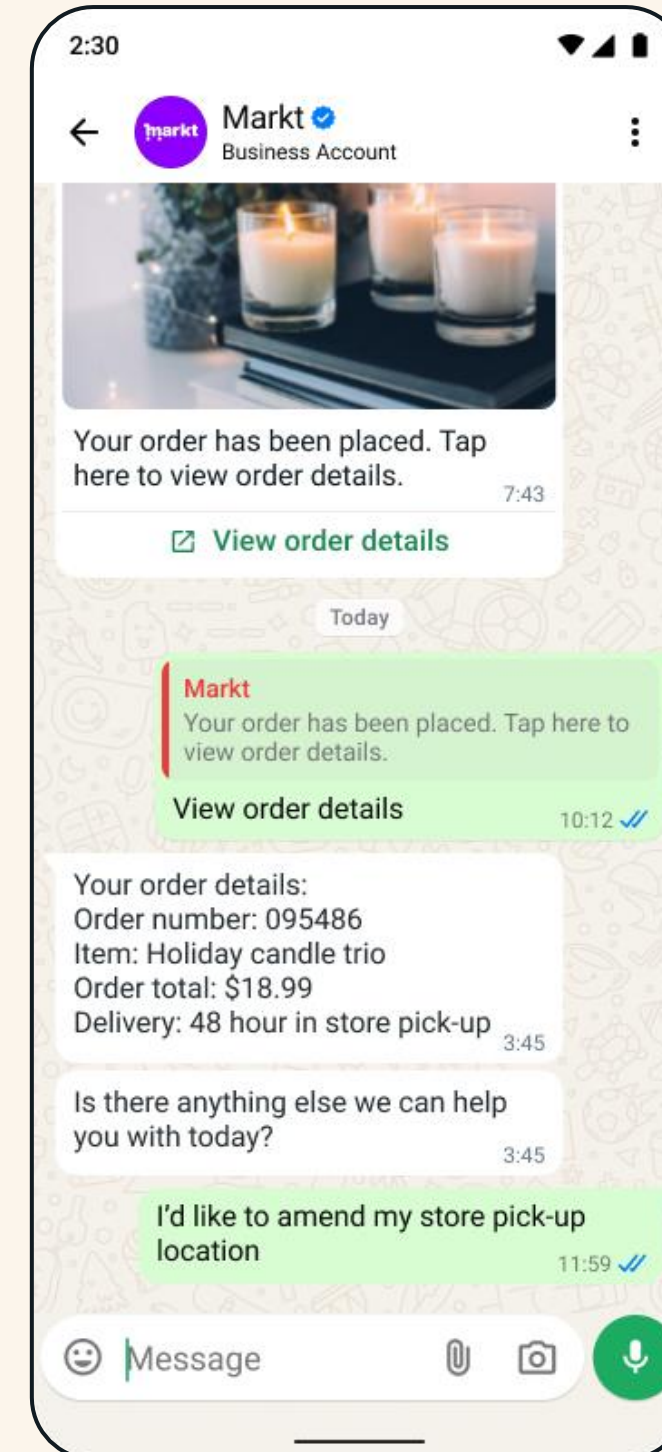 2:30
markt
Markt
Business Account
Your order has been placed. Tap
here to view order details.
7:43
View order details
Today
Markt
Your order has been placed. Tap here to
view order details.
View order details
10:12
Your order details:
Order number: 095486
Item: Holiday candle trio
Order total: $18.99
Delivery: 48 hour in store pick-up
3:45
Is there anything else we can help
you with today?
3:45
I'd like to amend my store pick-up
location
11:59
Message